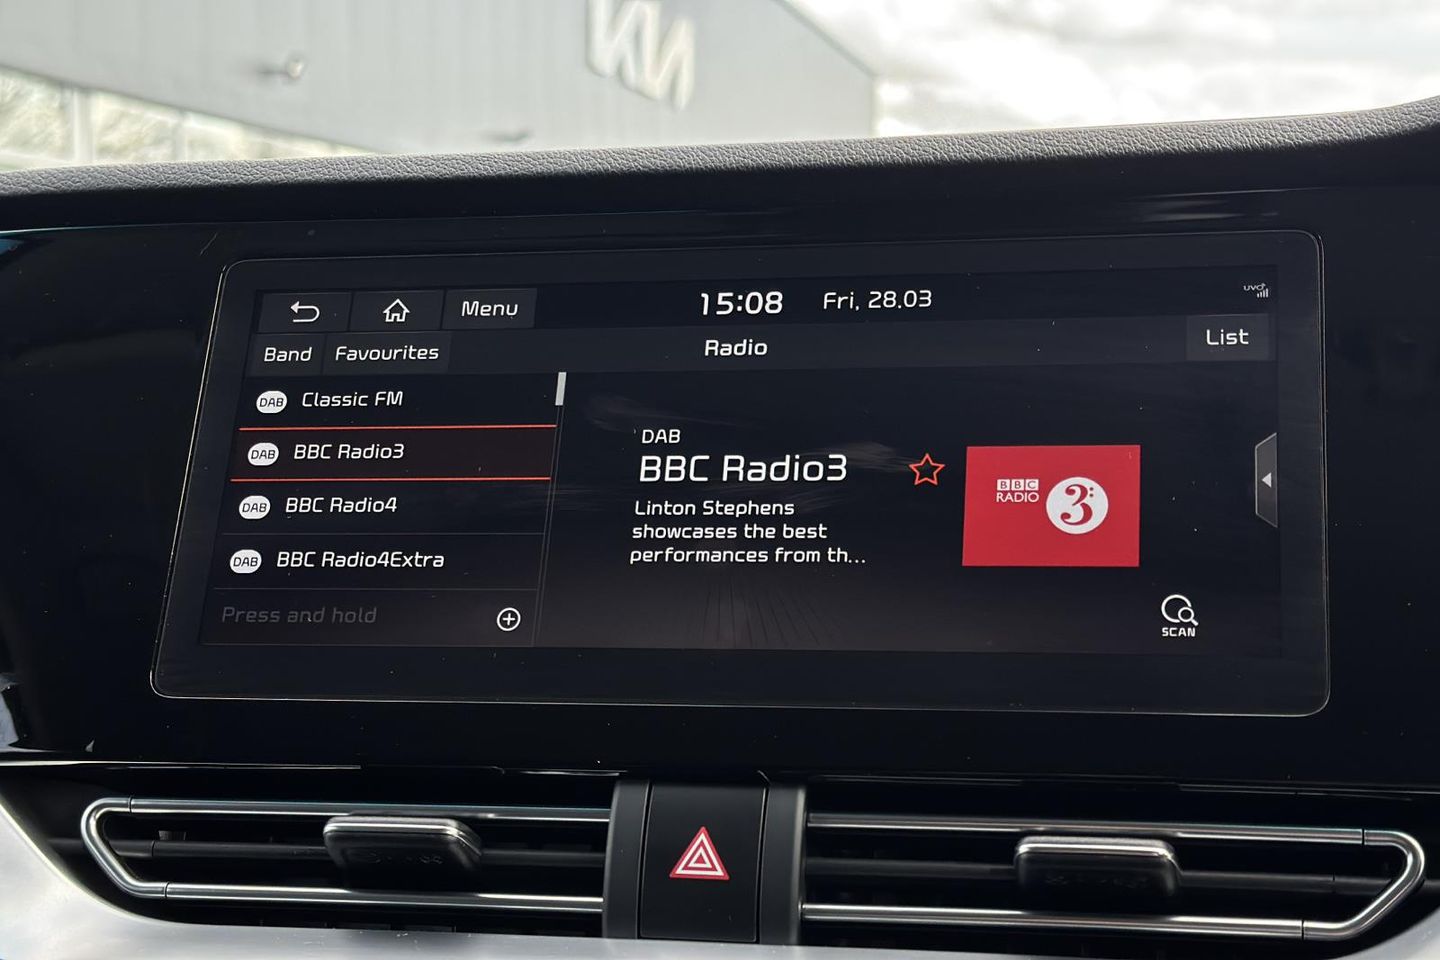 KIA
Menu
15:08
Fri, 28.03
UVO
Band
Favourites
Radio
List
DAB
Classic FM
DAB
BBC Radio3
DAB
BBC Radio4
DAB
BBC Radio4Extra
Press and hold
DAB
BBC Radio3
Linton Stephens
showcases the best
performances from th...
BBC
RADIO
3
SCAN